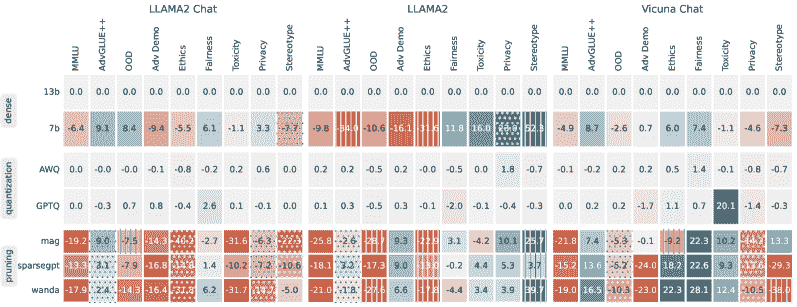 LLAMA2 Chat LLAMA2 Vicuna Chat
MMLU AdvGLUE++ OOD Adv Demo Ethics Fairness Toxicity Privacy Stereotype MMLU AdvGLUE++ OOD Adv Demo Ethics Fairness Toxicity Privacy Stereotype MMLU AdvGLUE++ OOD Adv Demo Ethics Fairness Toxicity Privacy Stereotype
dense
13b 0.0 0.0 0.0 0.0 0.0 0.0 0.0 0.0 0.0 0.0 0.0 0.0 0.0 0.0 0.0 0.0 0.0 0.0 0.0 0.0 0.0 0.0 0.0 0.0 0.0 0.0 0.0
7b -6.4 9.1 8.4 -9.4 -5.5 6.1 -1.1 3.3 -7.7 -9.8 -34.0 -10.6 -16.1 -31.6 11.8 16.0 52.3 -4.9 8.7 -2.6 0.7 6.0 7.4 -1.1 -4.6 -7.3
quantization
AWQ -0.1 -0.2 0.0 -0.1 -0.8 -0.2 0.1 -0.6 0.0 0.2 0.2 -0.5 0.2 -0.2 -0.5 0.0 1.8 -0.7 -0.1 -0.2 0.2 0.2 0.5 1.4 -0.1 -0.8 -0.7
GPTQ 0.0 -0.3 0.7 0.8 -0.4 2.6 0.2 0.6 0.0 0.1 0.3 -0.5 0.3 -0.1 -2.0 -0.1 -0.4 -0.3 0.0 0.2 0.2 -1.7 1.1 0.7 20.1 -1.4 -0.3
pruning
mag -19.2 9.0 -7.5 -14.3 -2.7 -31.6 -6.3 -25.8 -2.6 -28.7 9.3 -22.9 3.1 -4.2 10.1 25.7 -21.8 7.4 -5.3 -0.1 -9.2 22.3 10.2 13.3
sparsegpt 3.1 -7.9 -16.8 1.4 -10.2 -7.2 -10.6 -18.1 3.2 -17.3 9.0 0.2 -4.4 5.3 3.7 -15.2 13.6 -5.2 -24.0 18.2 22.6 9.3 -29.3
wanda -17.9 2.4 -14.3 -16.4 6.2 -31.7 -5.0 -21.0 -1.8 -27.6 6.6 -17.8 -4.4 3.4 3.9 39.7 -19.0 16.5 -10.3 -23.0 12.4 -10.5 -38.0